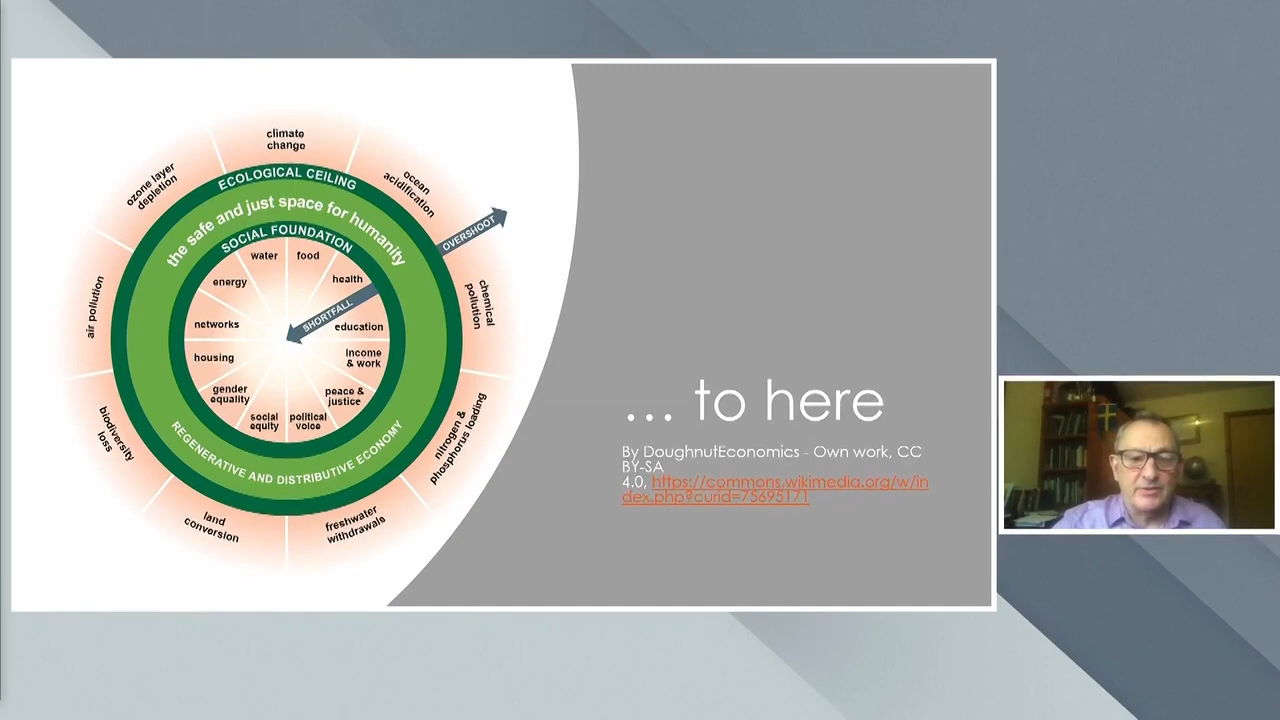 climate
change
ozone layer
depletion
ocean
acidification
ECOLOGICAL CEILING
the safe and just space for humanity
SOCIAL FOUNDATION
OVERSHOOT
water
food
energy
health
SHORTFALL
air pollution
chemical
pollution
networks
education
housing
income
& work
gender
equality
peace &
justice
social
equity
political
voice
biodiversity
loss
nitrogen &
phosphorus loading
REGENERATIVE AND DISTRIBUTIVE ECONOMY
land
conversion
freshwater
withdrawals
... to here
By DoughnutEconomics - Own work, CC
BY-SA
4.0, https://commons.wikimedia.org/w/in
dex.php?curid=75695171